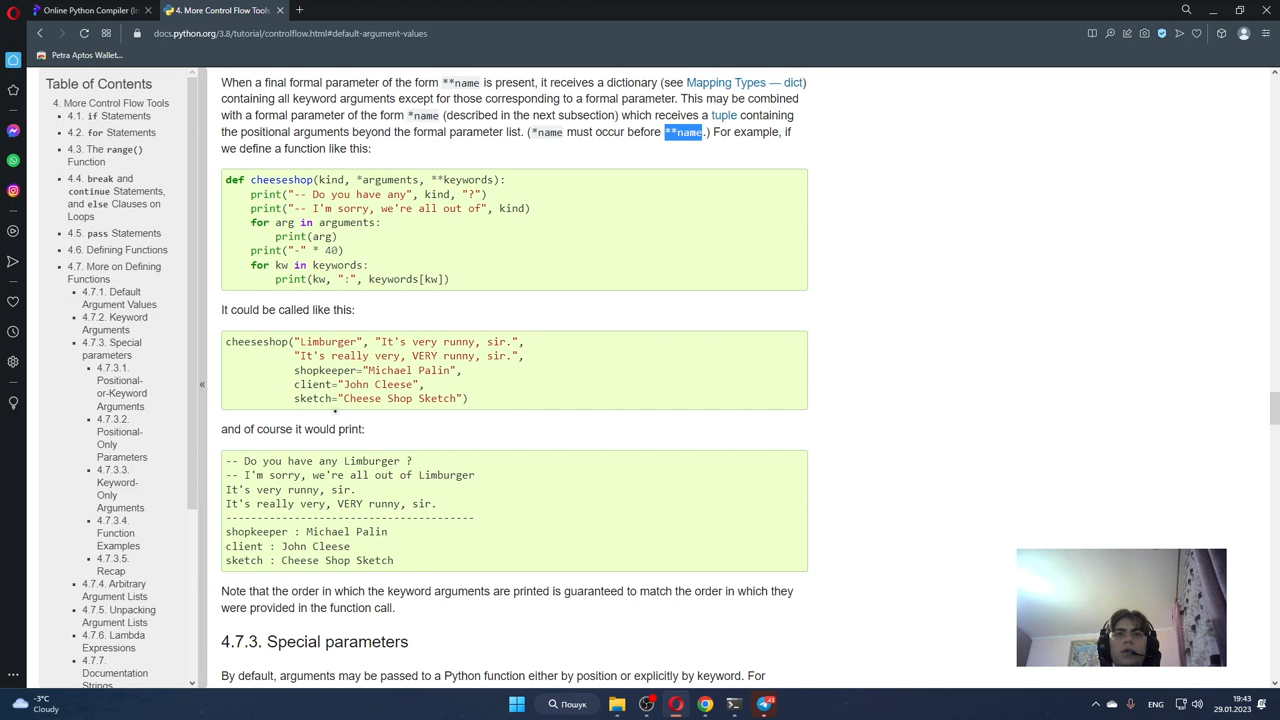 Online Python Compiler (In
4. More Control Flow Tools
docs.python.org/3.8/tutorial/controlflow.html#default-argument-values
Petra Aptos Wallet...
Table of Contents
4. More Control Flow Tools
4.1. if Statements
4.2. for Statements
4.3. The range()
Function
4.4. break and
continue Statements,
and else Clauses on
Loops
4.5. pass Statements
4.6. Defining Functions
4.7. More on Defining
Functions
4.7.1. Default
Argument Values
4.7.2. Keyword
Arguments
4.7.3. Special
parameters
4.7.3.1.
Positional-
or-Keyword
Arguments
4.7.3.2.
Positional-
Only
Parameters
4.7.3.3.
Keyword-
Only
Arguments
4.7.3.4.
Function
Examples
4.7.3.5.
Recap
4.7.4. Arbitrary
Argument Lists
4.7.5. Unpacking
Argument Lists
4.7.6. Lambda
Expressions
4.7.7.
Documentation
Strings
«
When a final formal parameter of the form **name is present, it receives a dictionary (see Mapping Types — dict)
containing all keyword arguments except for those corresponding to a formal parameter. This may be combined
with a formal parameter of the form *name (described in the next subsection) which receives a tuple containing
the positional arguments beyond the formal parameter list. (*name must occur before **name.) For example, if
we define a function like this:
def cheeseshop(kind, *arguments, **keywords):
print("-- Do you have any", kind, "?")
print("-- I'm sorry, we're all out of", kind)
for arg in arguments:
print(arg)
print("-" * 40)
for kw in keywords:
print(kw, ":", keywords[kw])
It could be called like this:
cheeseshop("Limburger", "It's very runny, sir.",
"It's really very, VERY runny, sir.",
shopkeeper="Michael Palin",
client="John Cleese",
sketch="Cheese Shop Sketch")
and of course it would print:
-- Do you have any Limburger ?
-- I'm sorry, we're all out of Limburger
It's very runny, sir.
It's really very, VERY runny, sir.
----------------------------------------
shopkeeper : Michael Palin
client : John Cleese
sketch : Cheese Shop Sketch
Note that the order in which the keyword arguments are printed is guaranteed to match the order in which they
were provided in the function call.
4.7.3. Special parameters
By default, arguments may be passed to a Python function either by position or explicitly by keyword. For
-3°C
Cloudy
Пошук
ENG
19:43
29.01.2023